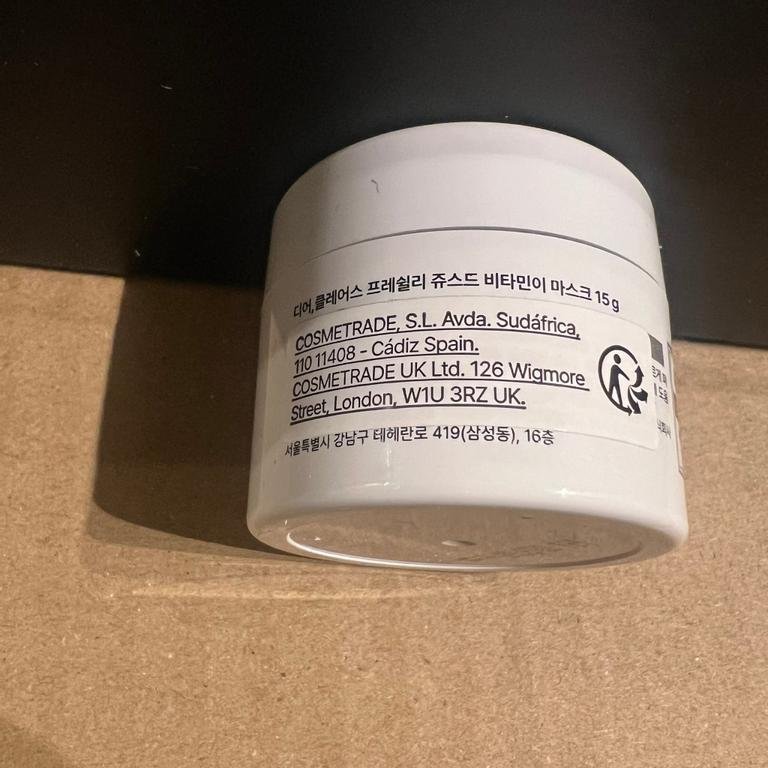 디어,클레어스 프레쉴리 쥬스드 비타민이 마스크 15 g
COSMETRADE, S.L. Avda. Sudáfrica,
110 11408 - Cádiz Spain.
COSMETRADE UK Ltd. 126 Wigmore
Street, London, W1U 3RZ UK.
서울특별시 강남구 테헤란로 419(삼성동), 16층